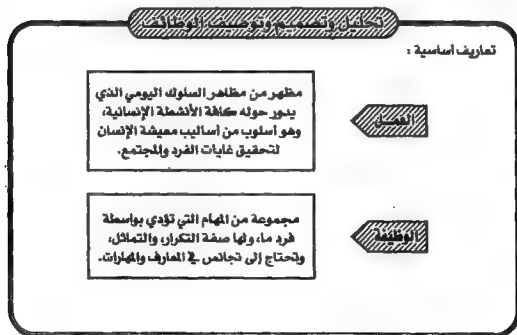 تحليل وتصميم وتوصيف الوظائف
تعاريف أساسية :
العمل
مظهر من مظاهر السلوك اليومي الذي
يدور حوله كافة الأنشطة الإنسانية،
وهو أسلوب من أساليب معيشة الإنسان
لتحقيق غايات الفرد والمجتمع.
الوظيفة
مجموعة من المهام التي تؤدي بواسطة
فرد ما، ولها صفة التكرار، والتماثل،
وتحتاج إلى تجانس في المعارف والمهارات.